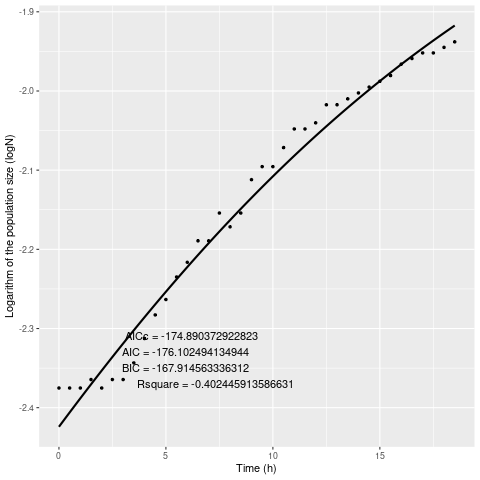 -1.9
-2.0
-2.1
-2.2
-2.3
-2.4
Logarithm of the population size (logN)
AICc = -174.890372922823
AIC = -176.102494134944
BIC = -167.914563336312
Rsquare = -0.402445913586631
0
5
10
15
Time (h)